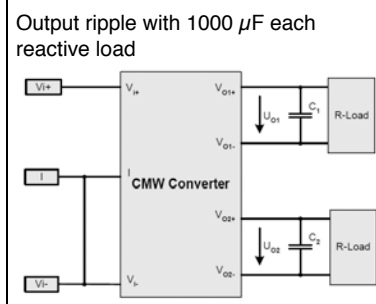 Output ripple with 1000 µF each
reactive load
Vi+
Vi+
VO1+
UO1
C1
R-Load
VO1-
I
I
CMW Converter
VO2+
UO2
C2
R-Load
VO2-
Vi-
Vi-